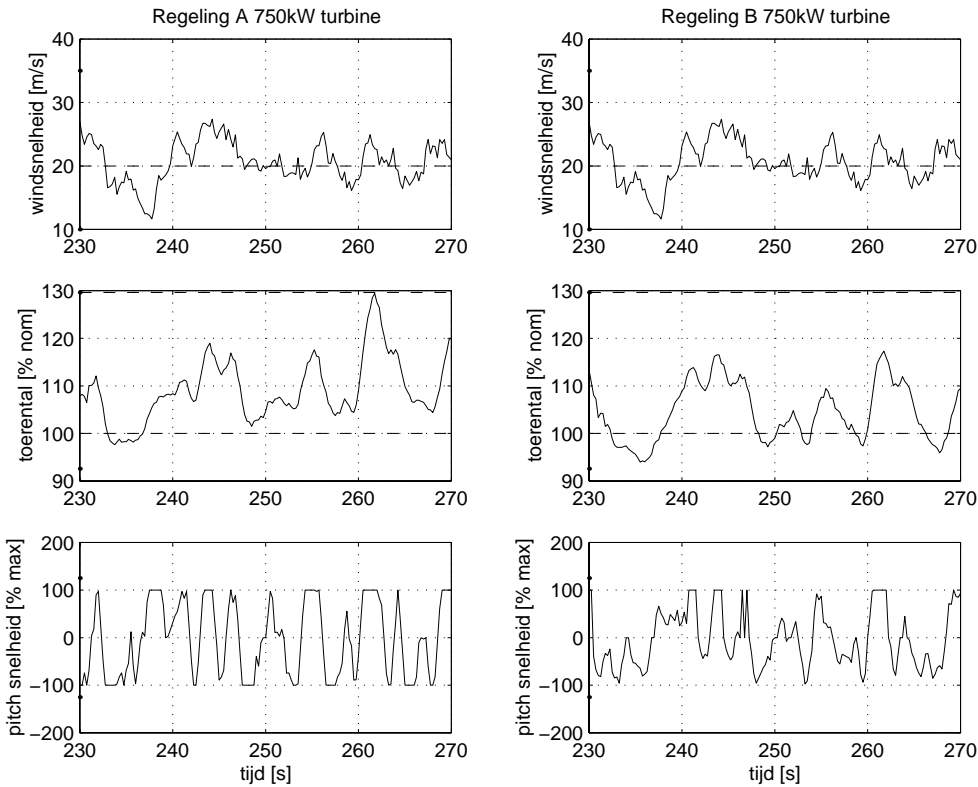 Regeling A 750kW turbine
windsnelheid [m/s]
40
30
20
10
230 240 250 260 270
toerental [% nom]
130
120
110
100
90
230 240 250 260 270
pitch snelheid [% max]
200
100
0
−100
−200
230 240 250 260 270
tijd [s]
Regeling B 750kW turbine
windsnelheid [m/s]
40
30
20
10
230 240 250 260 270
toerental [% nom]
130
120
110
100
90
230 240 250 260 270
pitch snelheid [% max]
200
100
0
−100
−200
230 240 250 260 270
tijd [s]